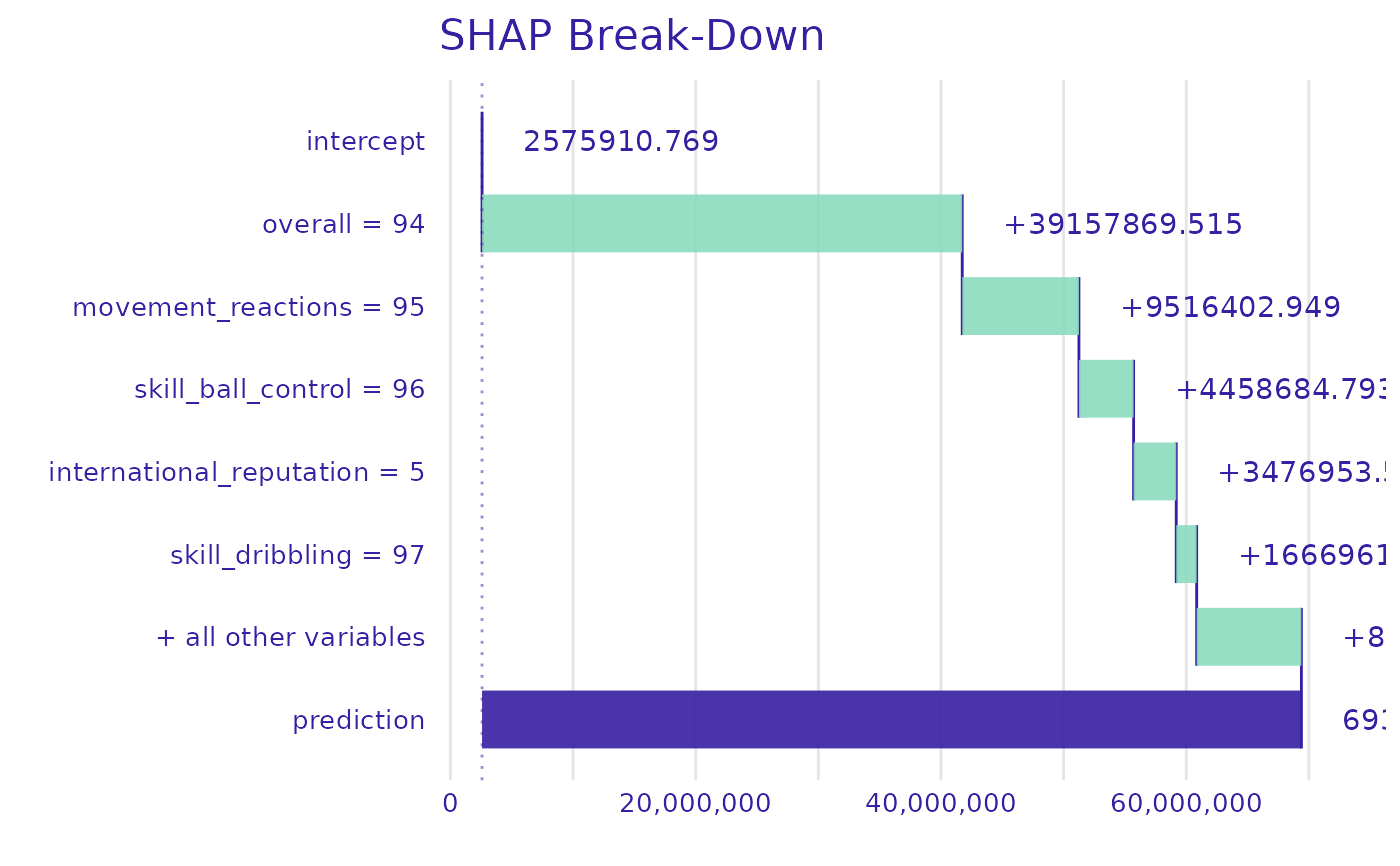 SHAP Break-Down
intercept
2575910.769
overall = 94
+39157869.515
movement_reactions = 95
+9516402.949
skill_ball_control = 96
+4458684.793
international_reputation = 5
+3476953.5
skill_dribbling = 97
+1666961
+ all other variables
+8
prediction
693
0
20,000,000
40,000,000
60,000,000